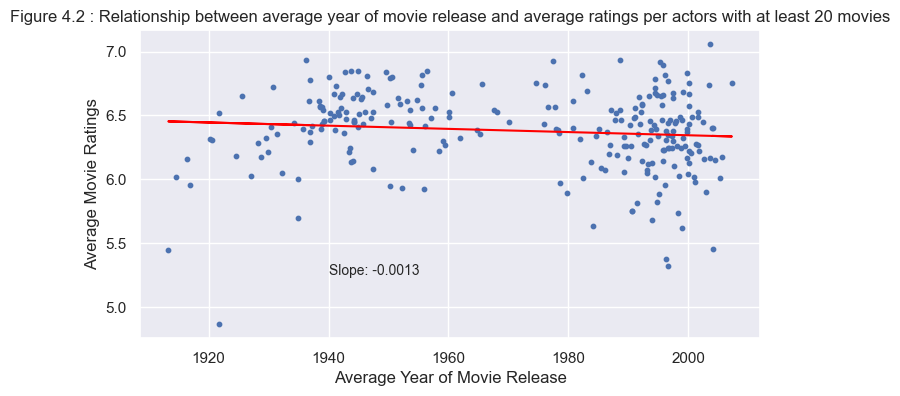 Figure 4.2 : Relationship between average year of movie release and average ratings per actors with at least 20 movies
7.0
6.5
6.0
5.5
5.0
Average Movie Ratings
Slope: -0.0013
1920 1940 1960 1980 2000
Average Year of Movie Release